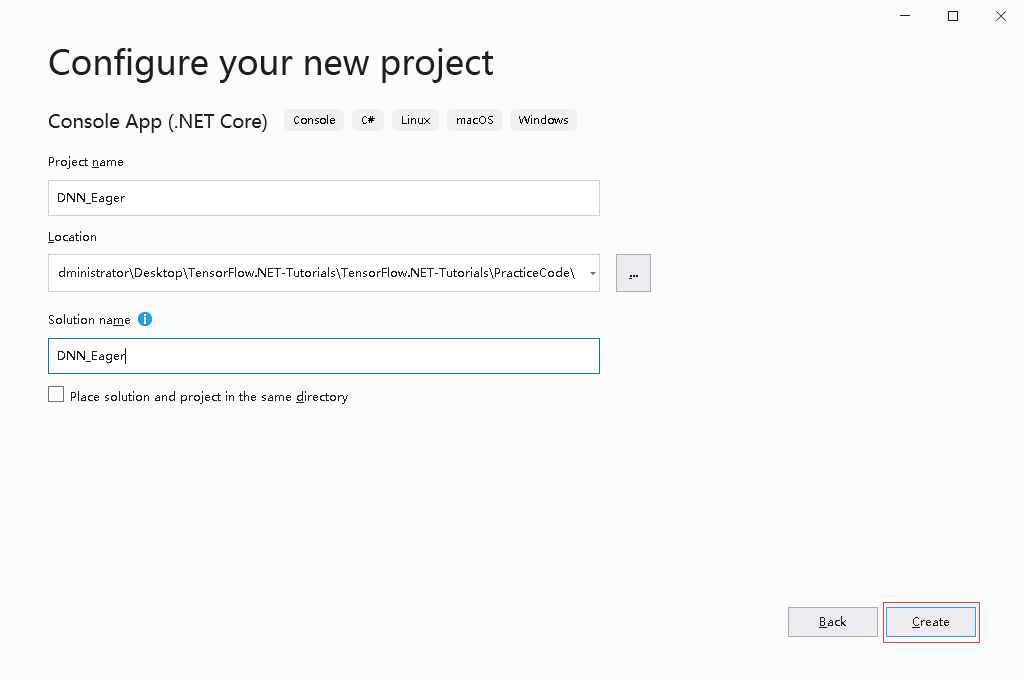 Configure your new project
Console App (.NET Core) Console C# Linux macOS Windows
Project name
DNN_Eager
Location
dministrator\Desktop\TensorFlow.NET-Tutorials\TensorFlow.NET-Tutorials\PracticeCode\
...
Solution name
DNN_Eager
Place solution and project in the same directory
Back Create